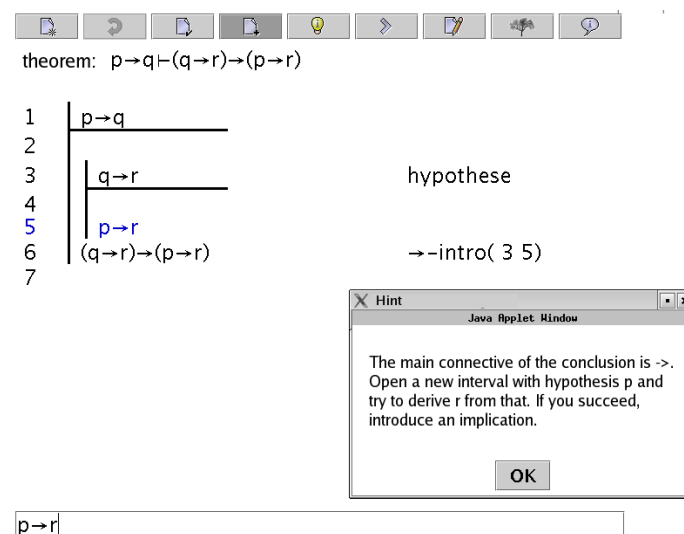 theorem: p→q⊢(q→r)→(p→r)
1 p→q
2
3 q→r hypothese
4
5 p→r
6 (q→r)→(p→r) →-intro( 3 5)
7
Hint
Java Applet Window
The main connective of the conclusion is ->.
Open a new interval with hypothesis p and
try to derive r from that. If you succeed,
introduce an implication.
OK
p→r